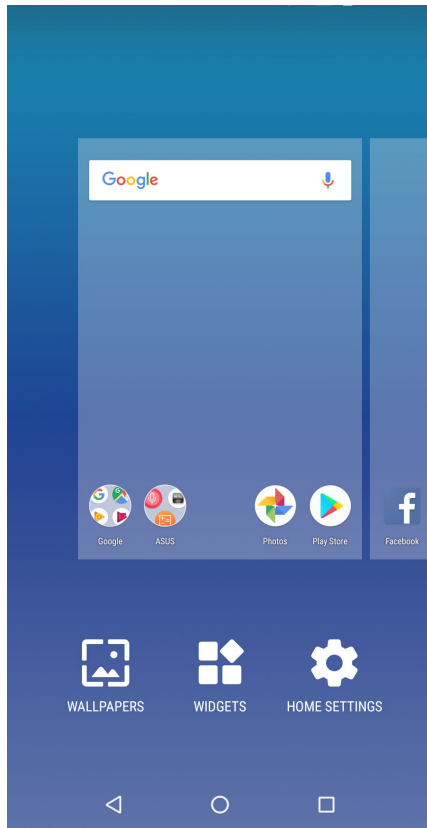 Google
Google
ASUS
Photos
Play Store
Facebook
WALLPAPERS
WIDGETS
HOME SETTINGS